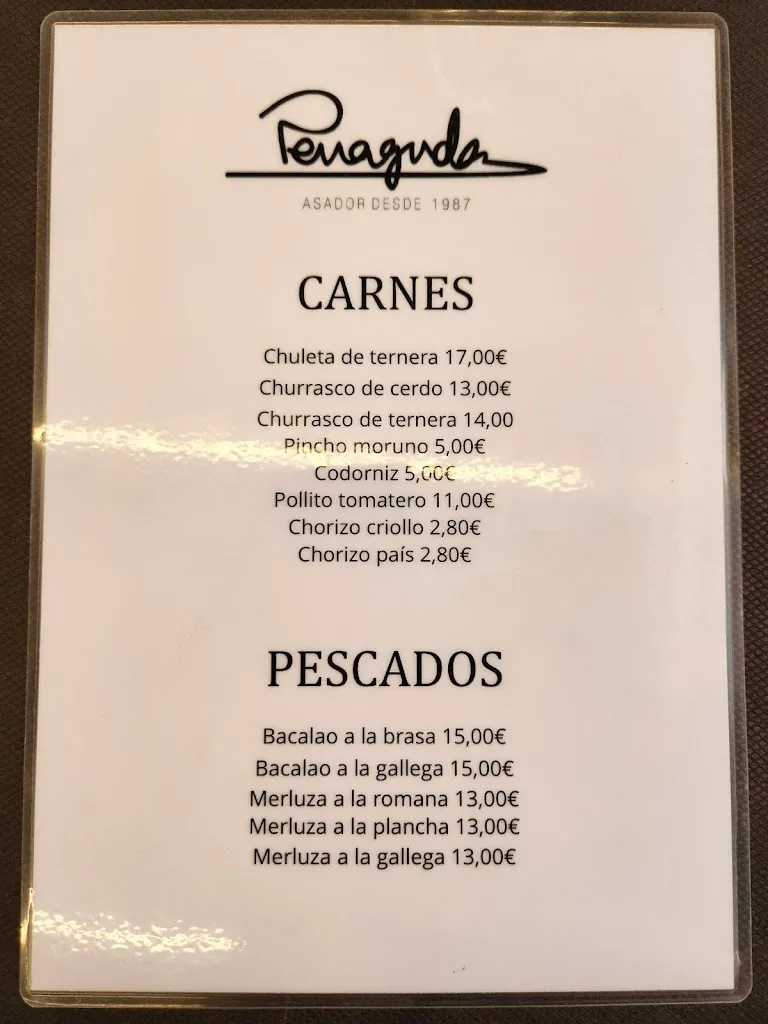 Penaguda
ASADOR DESDE 1987
CARNES
Chuleta de ternera 17,00€
Churrasco de cerdo 13,00€
Churrasco de ternera 14,00
Pincho moruno 5,00€
Codorniz 5,00€
Pollito tomatero 11,00€
Chorizo criollo 2,80€
Chorizo país 2,80€
PESCADOS
Bacalao a la brasa 15,00€
Bacalao a la gallega 15,00€
Merluza a la romana 13,00€
Merluza a la plancha 13,00€
Merluza a la gallega 13,00€